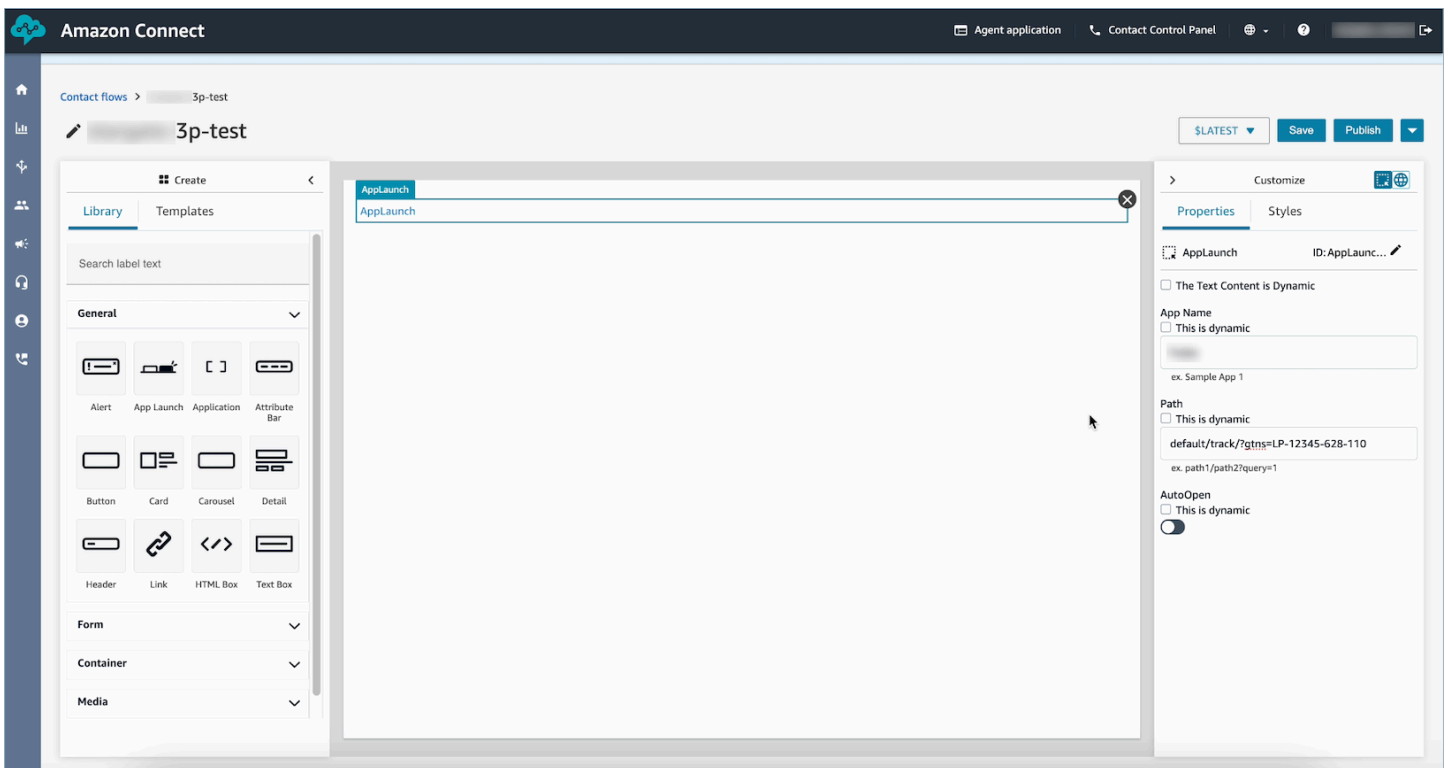 Amazon Connect
Agent application
Contact Control Panel
Contact flows > 3p-test
3p-test
$LATEST
Save
Publish
Create
Library
Templates
Search label text
General
Alert
App Launch
Application
Attribute
Bar
Button
Card
Carousel
Detail
Header
Link
HTML Box
Text Box
Form
Container
Media
AppLaunch
AppLaunch
Customize
Properties
Styles
AppLaunch
ID:AppLaunc...
The Text Content is Dynamic
App Name
This is dynamic
ex. Sample App 1
Path
This is dynamic
default/track/?gtns=LP-12345-628-110
ex. path1/path2?query=1
AutoOpen
This is dynamic